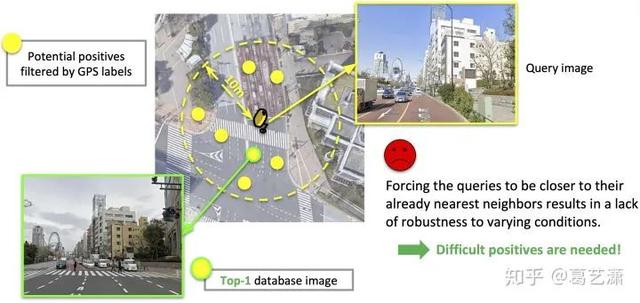 Potential positives
filtered by GPS labels
10m
Query image
Forcing the queries to be closer to their
already nearest neighbors results in a lack
of robustness to varying conditions.
Difficult positives are needed!
Top-1 database image
知乎 @葛艺潇